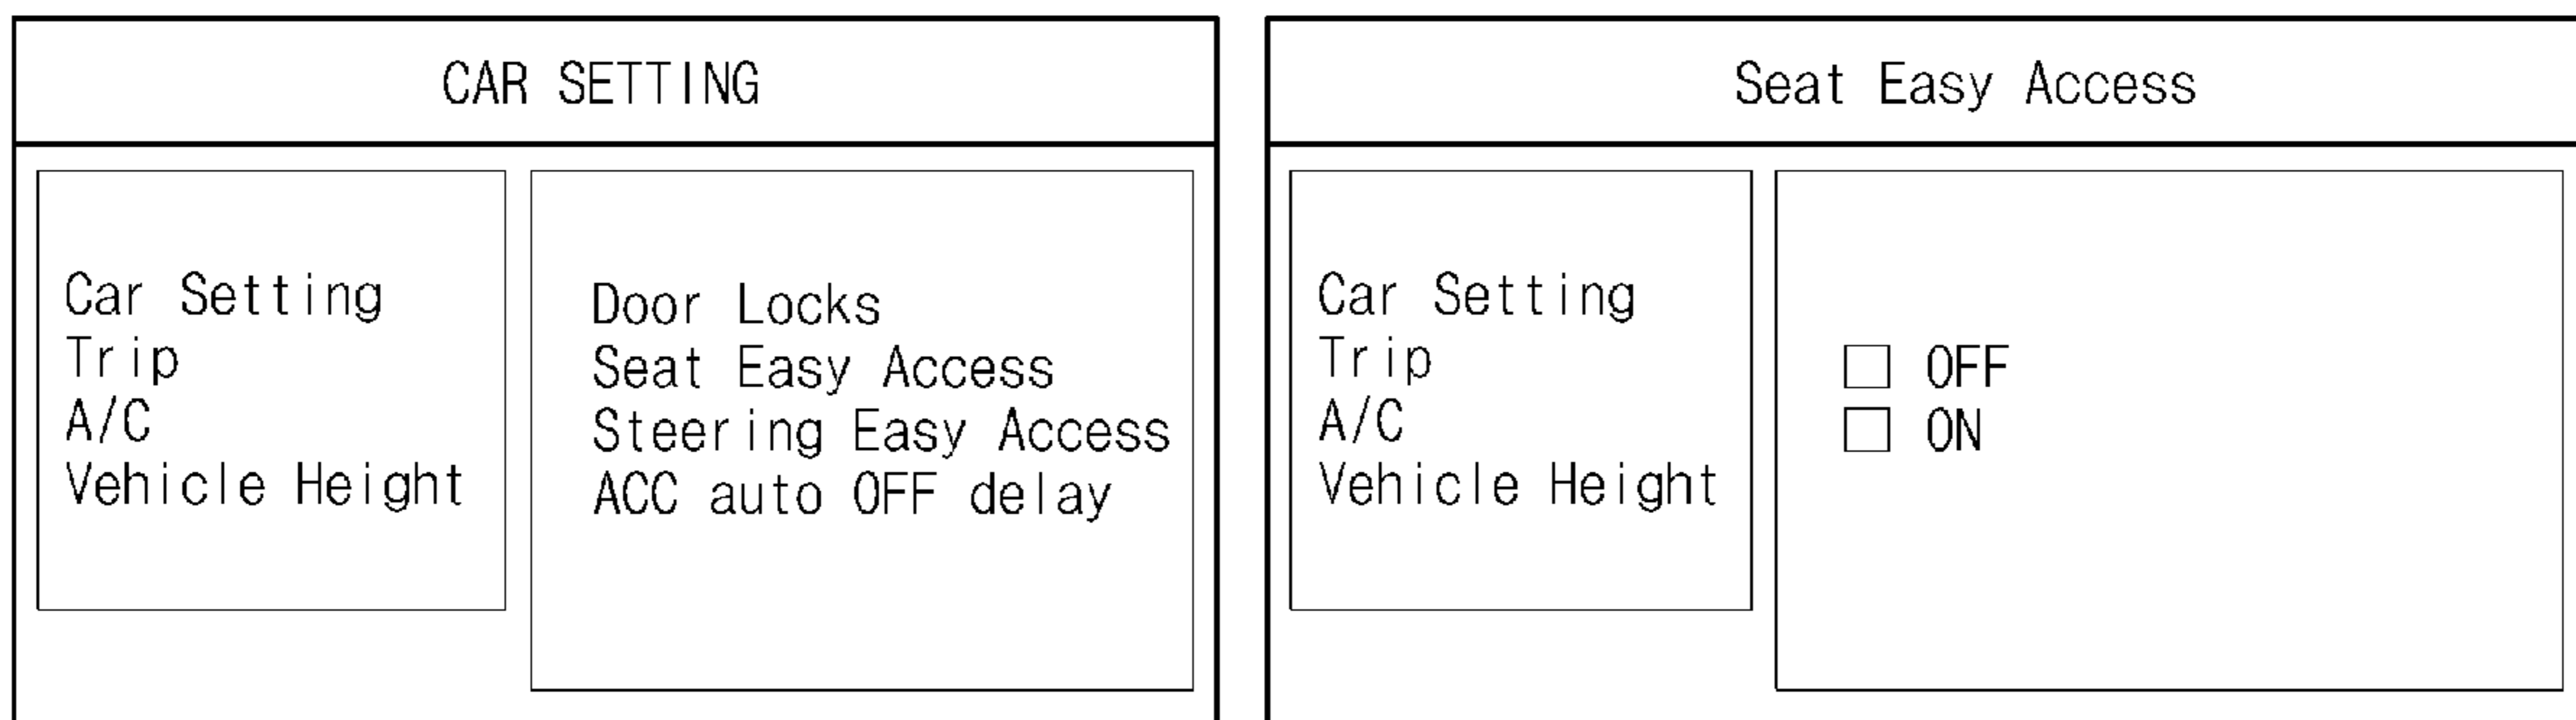 CAR SETTING
Car Setting
Trip
A/C
Vehicle Height
Door Locks
Seat Easy Access
Steering Easy Access
ACC auto OFF delay
Seat Easy Access
Car Setting
Trip
A/C
Vehicle Height
OFF
ON